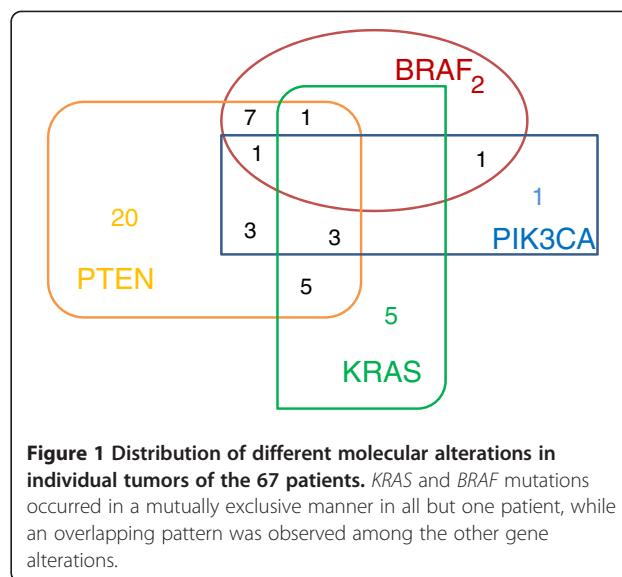 BRAF2
7
1
1
1
1
20
3
3
PIK3CA
PTEN
5
5
KRAS
Figure 1 Distribution of different molecular alterations in
individual tumors of the 67 patients. KRAS and BRAF mutations
occurred in a mutually exclusive manner in all but one patient, while
an overlapping pattern was observed among the other gene
alterations.